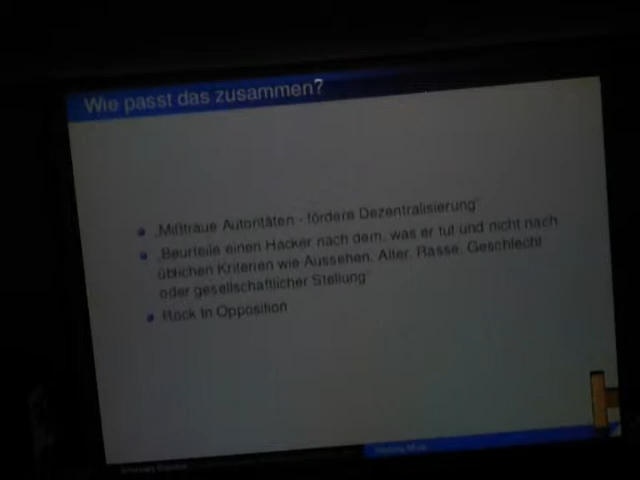 Wie passt das zusammen?
„Mißtraue Autoritäten - fördere Dezentralisierung“
„Beurteile einen Hacker nach dem, was er tut und nicht nach
üblichen Kriterien wie Aussehen, Alter, Rasse, Geschlecht
oder gesellschaftlicher Stellung“
Rock In Opposition